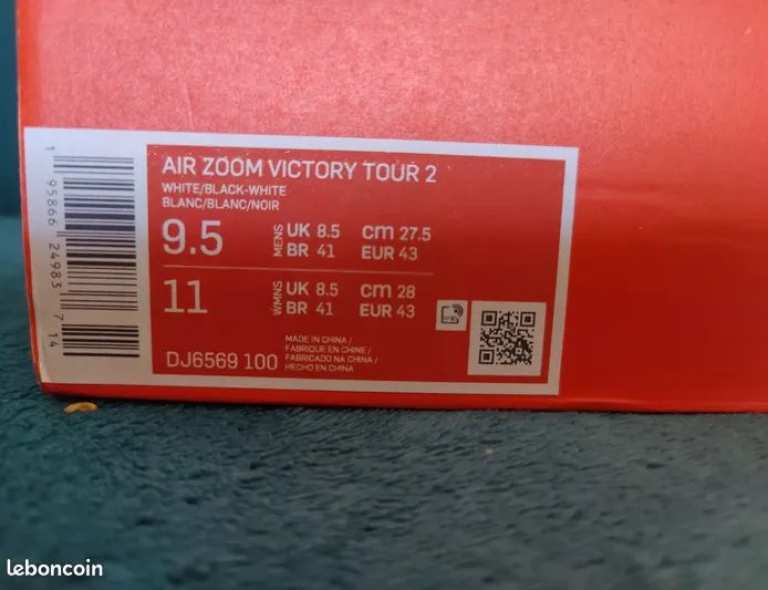 AIR ZOOM VICTORY TOUR 2
WHITE/BLACK-WHITE
BLANC/BLANC/NOIR
9.5 MENS UK 8.5 cm 27.5
BR 41 EUR 43
11 WMNS UK 8.5 cm 28
BR 41 EUR 43
DJ6569 100
MADE IN CHINA /
FABRIQUE EN CHINE /
FABRICADO NA CHINA /
HECHO EN CHINA
1 95866 24983 7 14
leboncoin